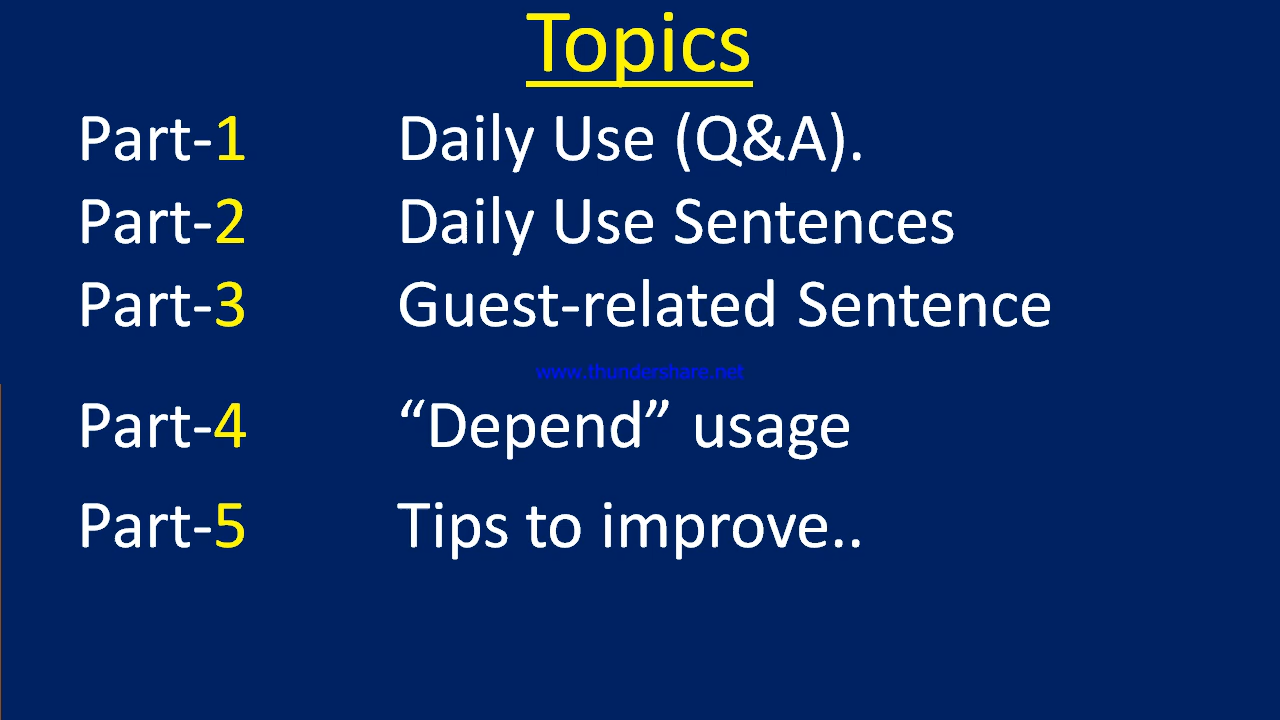 Topics
Part-1 Daily Use (Q&A).
Part-2 Daily Use Sentences
Part-3 Guest-related Sentence
www.thundershare.net
Part-4 “Depend” usage
Part-5 Tips to improve..